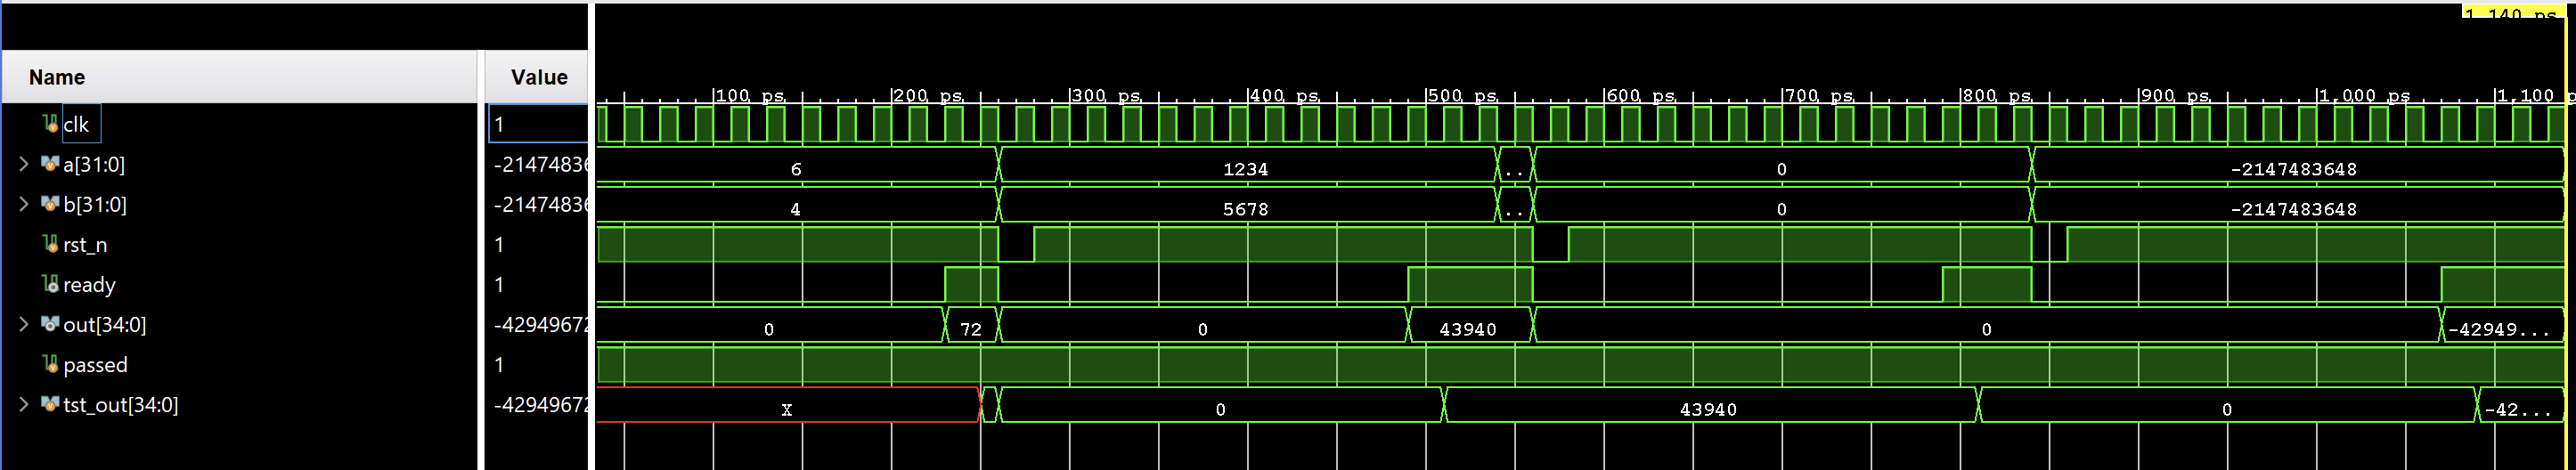 1,140 ps
Name Value
100 ps 200 ps 300 ps 400 ps 500 ps 600 ps 700 ps 800 ps 900 ps 1,000 ps 1,100 p
clk 1
a[31:0] -21474836 6 1234 .. 0 -2147483648
b[31:0] -21474836 4 5678 .. 0 -2147483648
rst_n 1
ready 1
out[34:0] -42949672 0 72 0 43940 0 -42949...
passed 1
tst_out[34:0] -42949672 X 0 43940 0 -42...